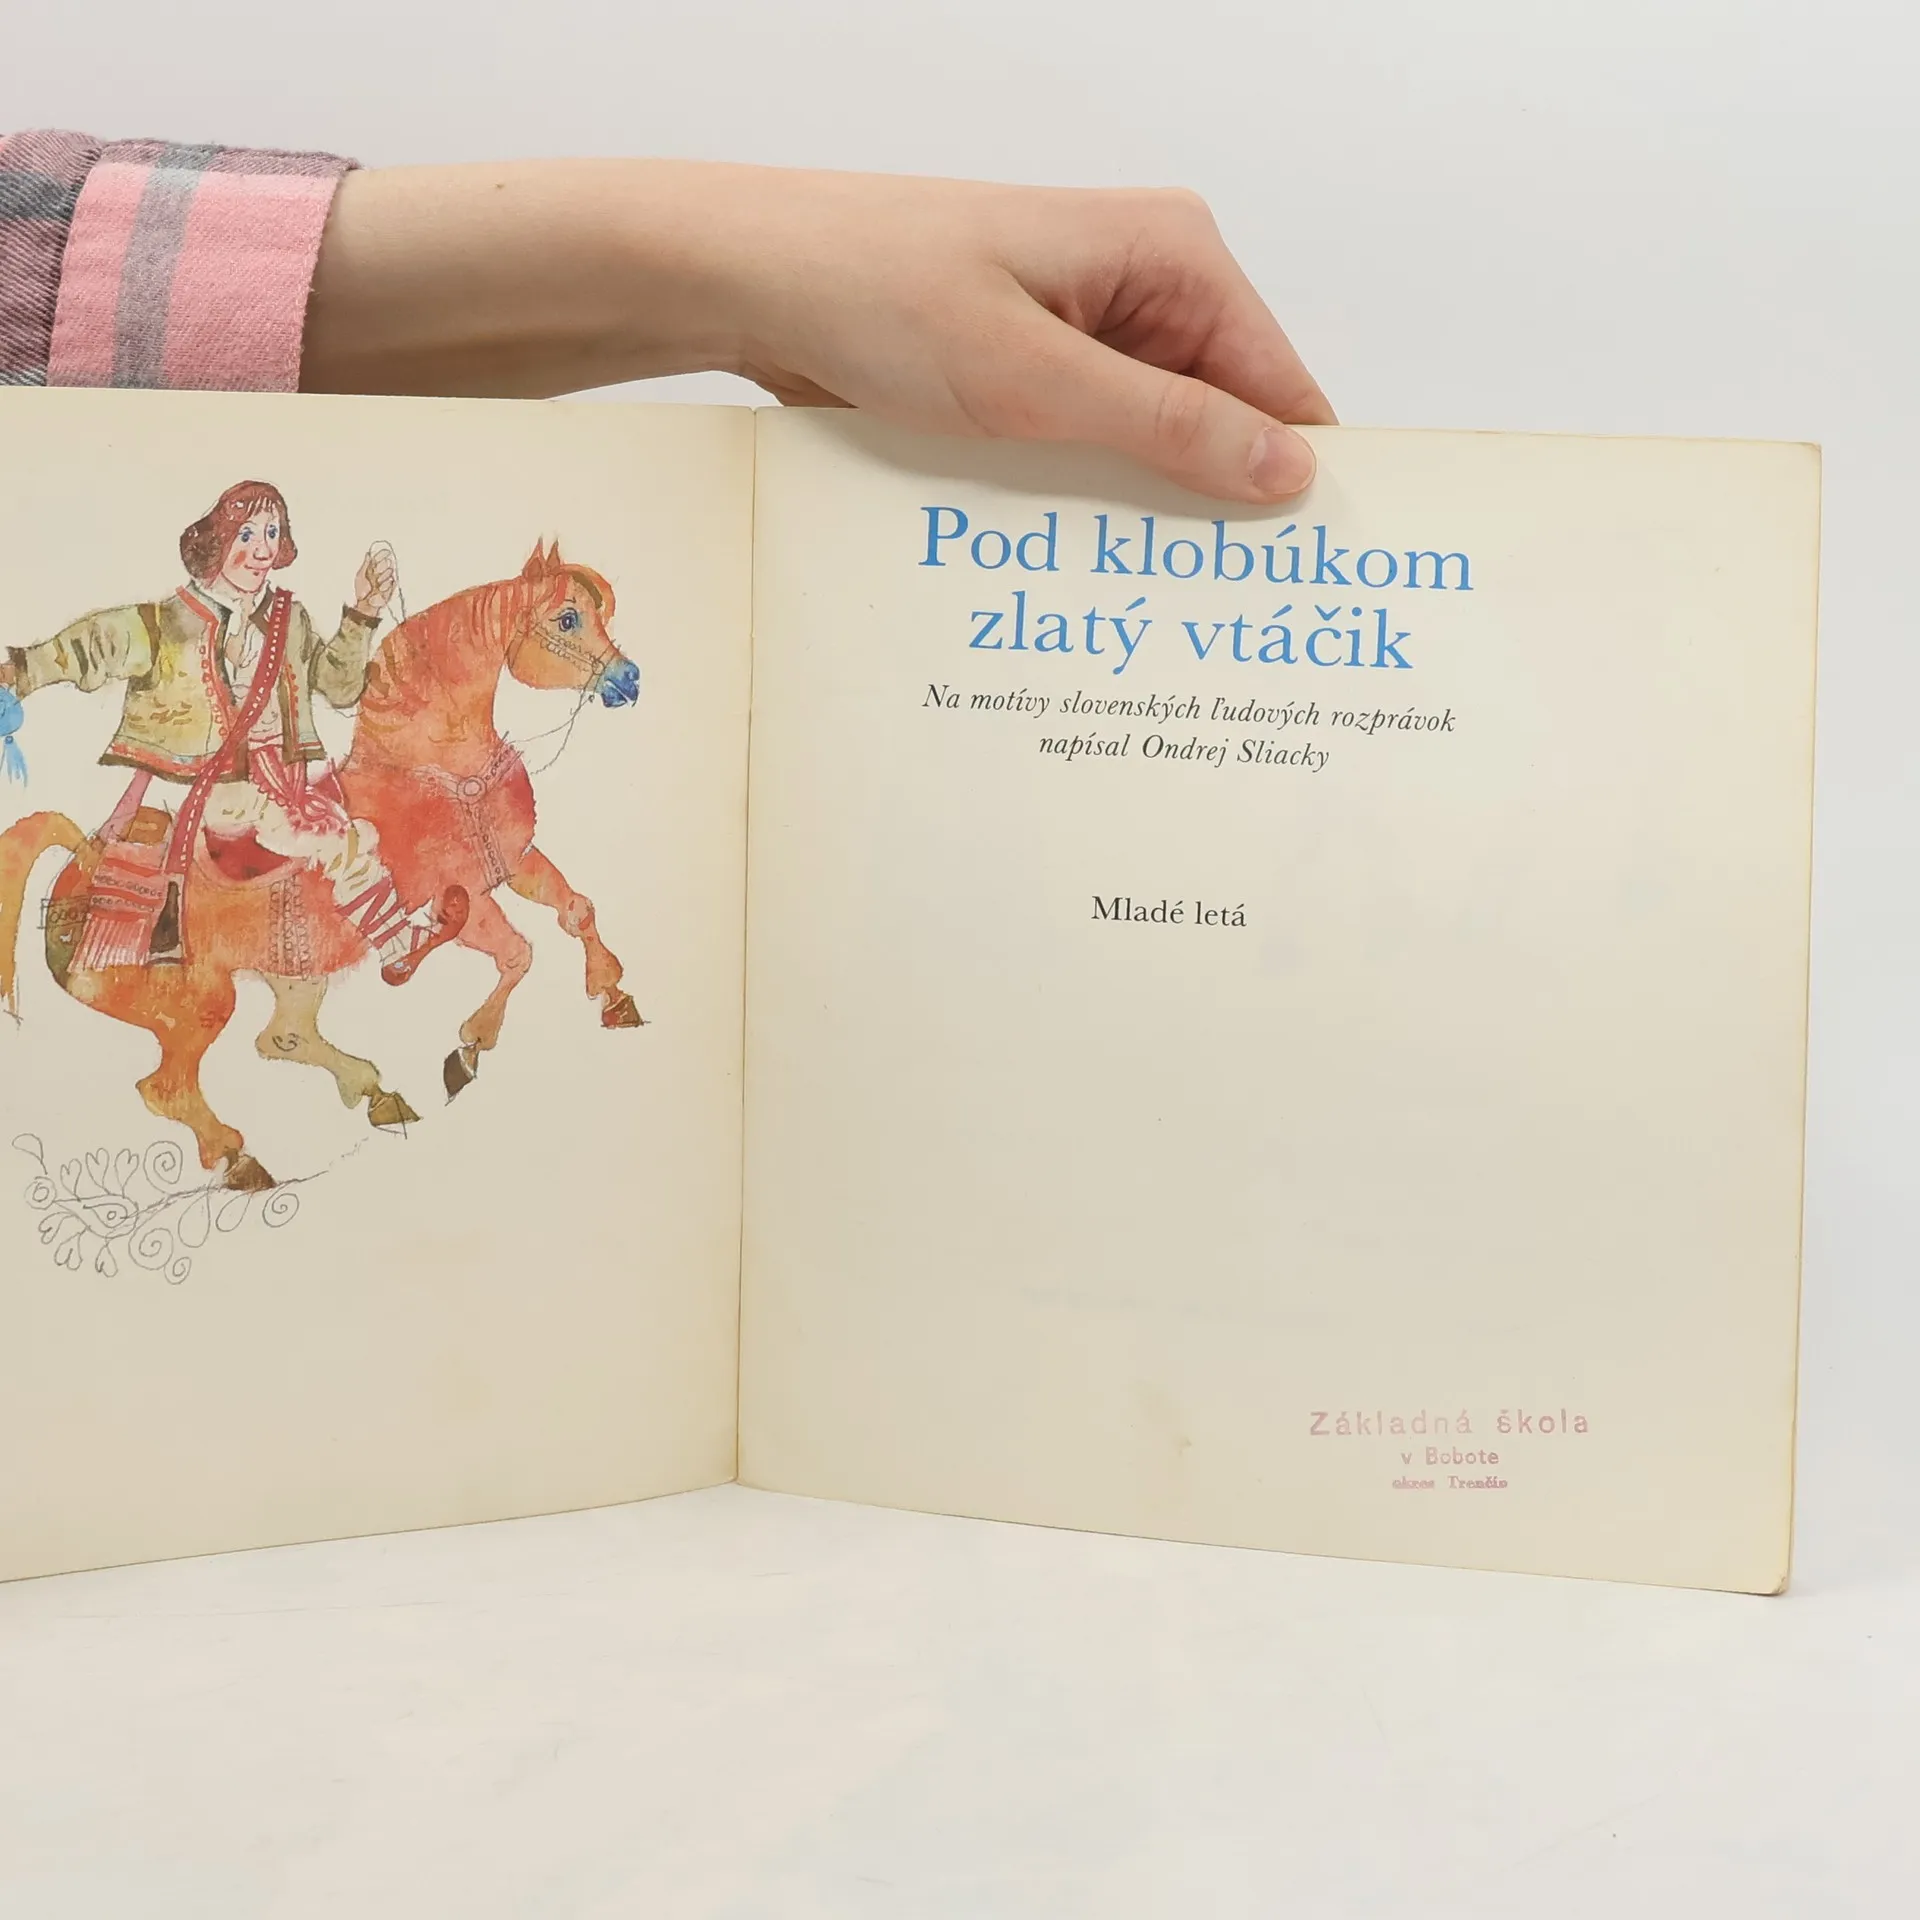 Pod klobúkom
zlatý vtáčik
Na motívy slovenských ľudových rozprávok
napísal Ondrej Sliacky
Mladé letá
Základná škola
v Bobote
okres Trenčín